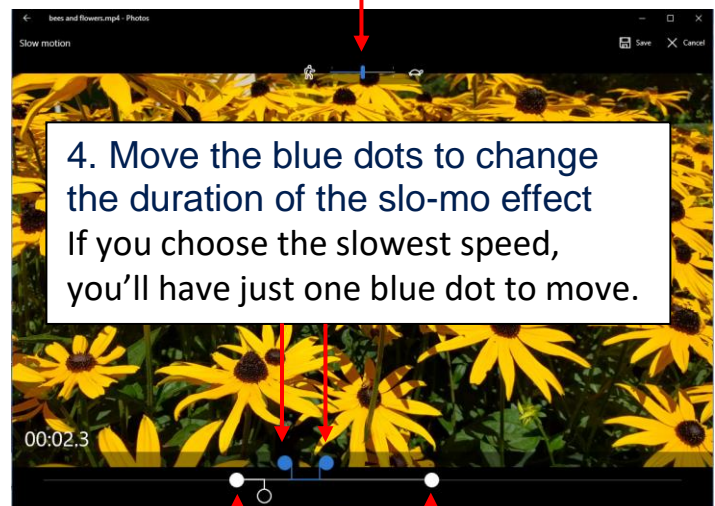 bees and flowers.mp4 - Photos
Slow motion
Save
Cancel
4. Move the blue dots to change
the duration of the slo-mo effect
If you choose the slowest speed,
you’ll have just one blue dot to move.
00:02.3